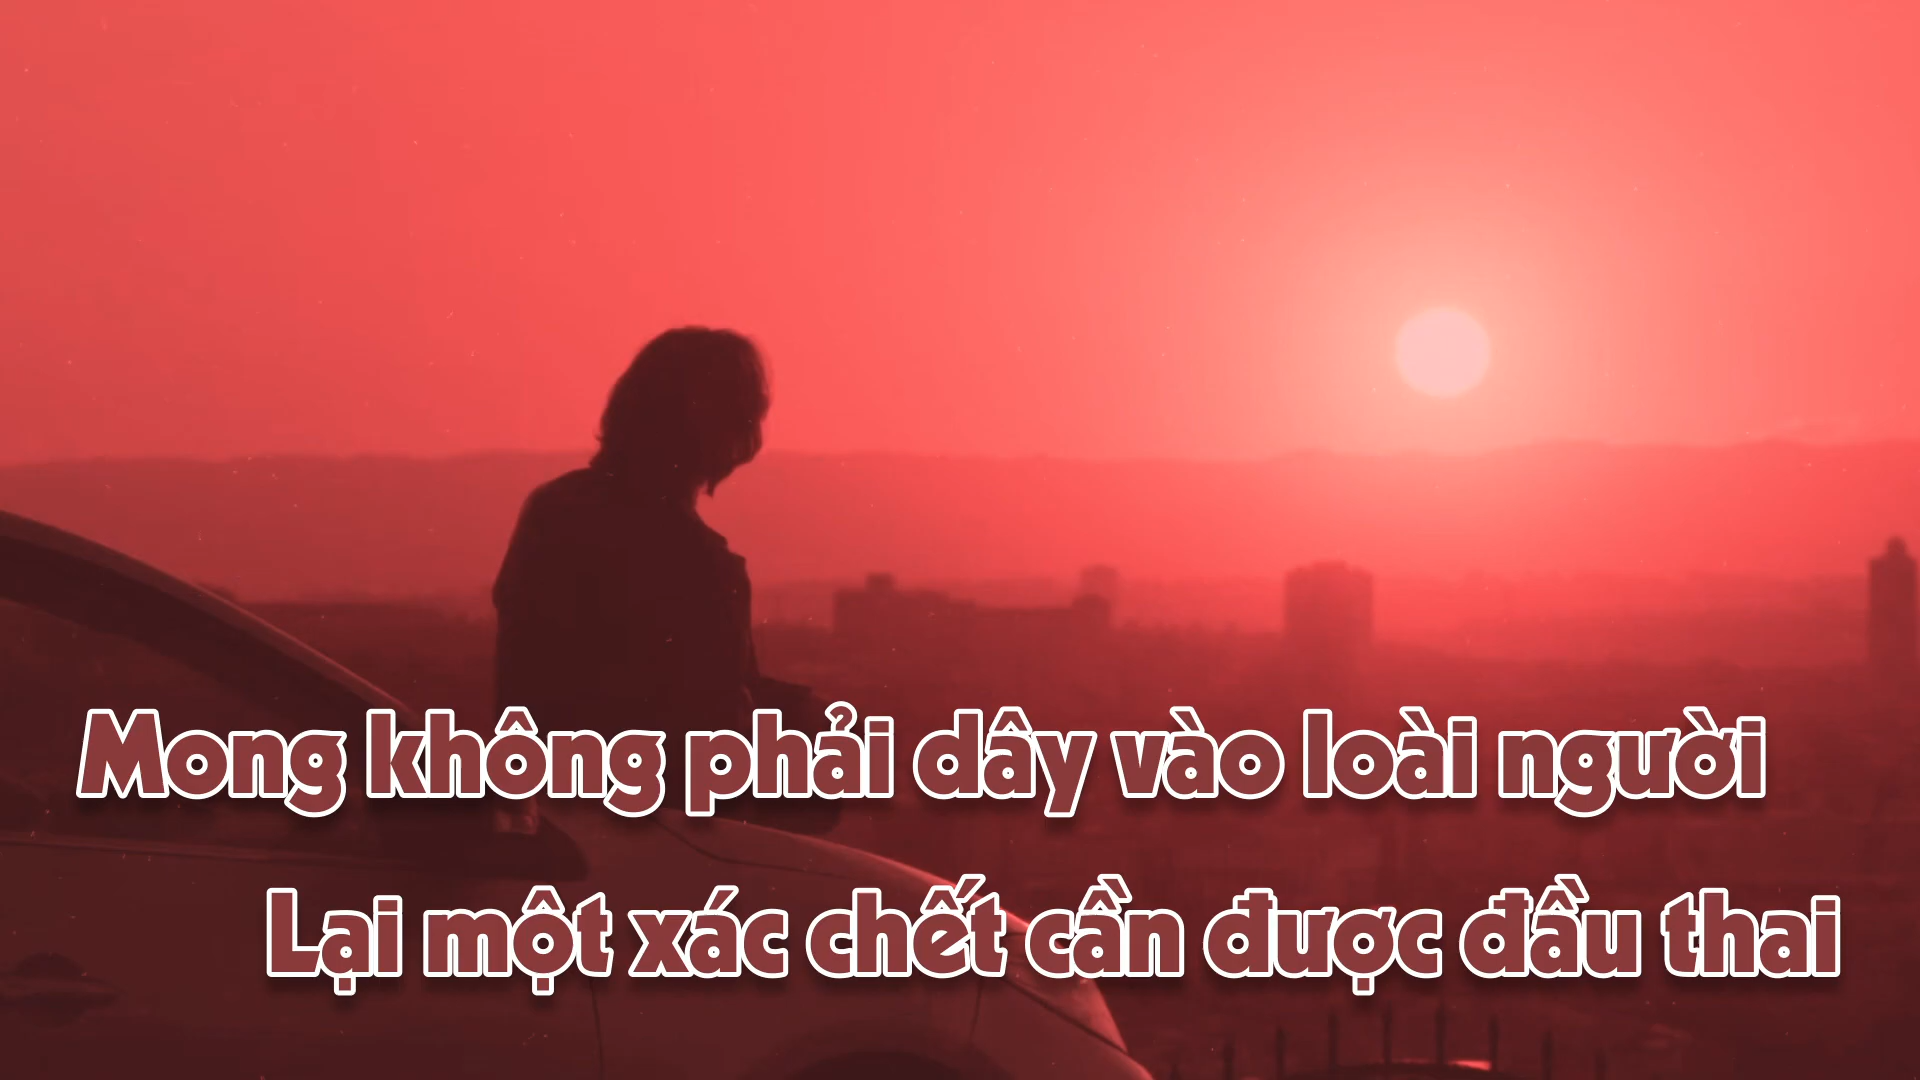 Mong không phải dây vào loài người
Lại một xác chết cần được đầu thai